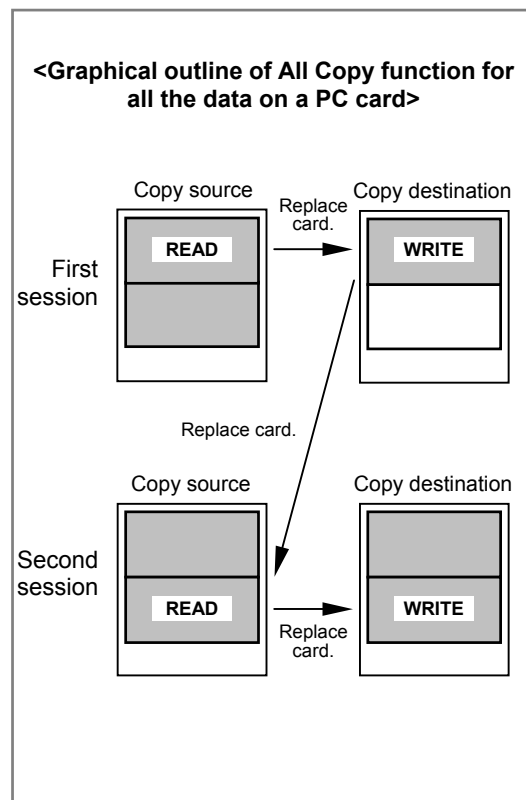 <Graphical outline of All Copy function for
all the data on a PC card>
Copy source
Replace
card.
Copy destination
First
session
READ
WRITE
Replace card.
Copy source
Copy destination
Second
session
READ
Replace
card.
WRITE